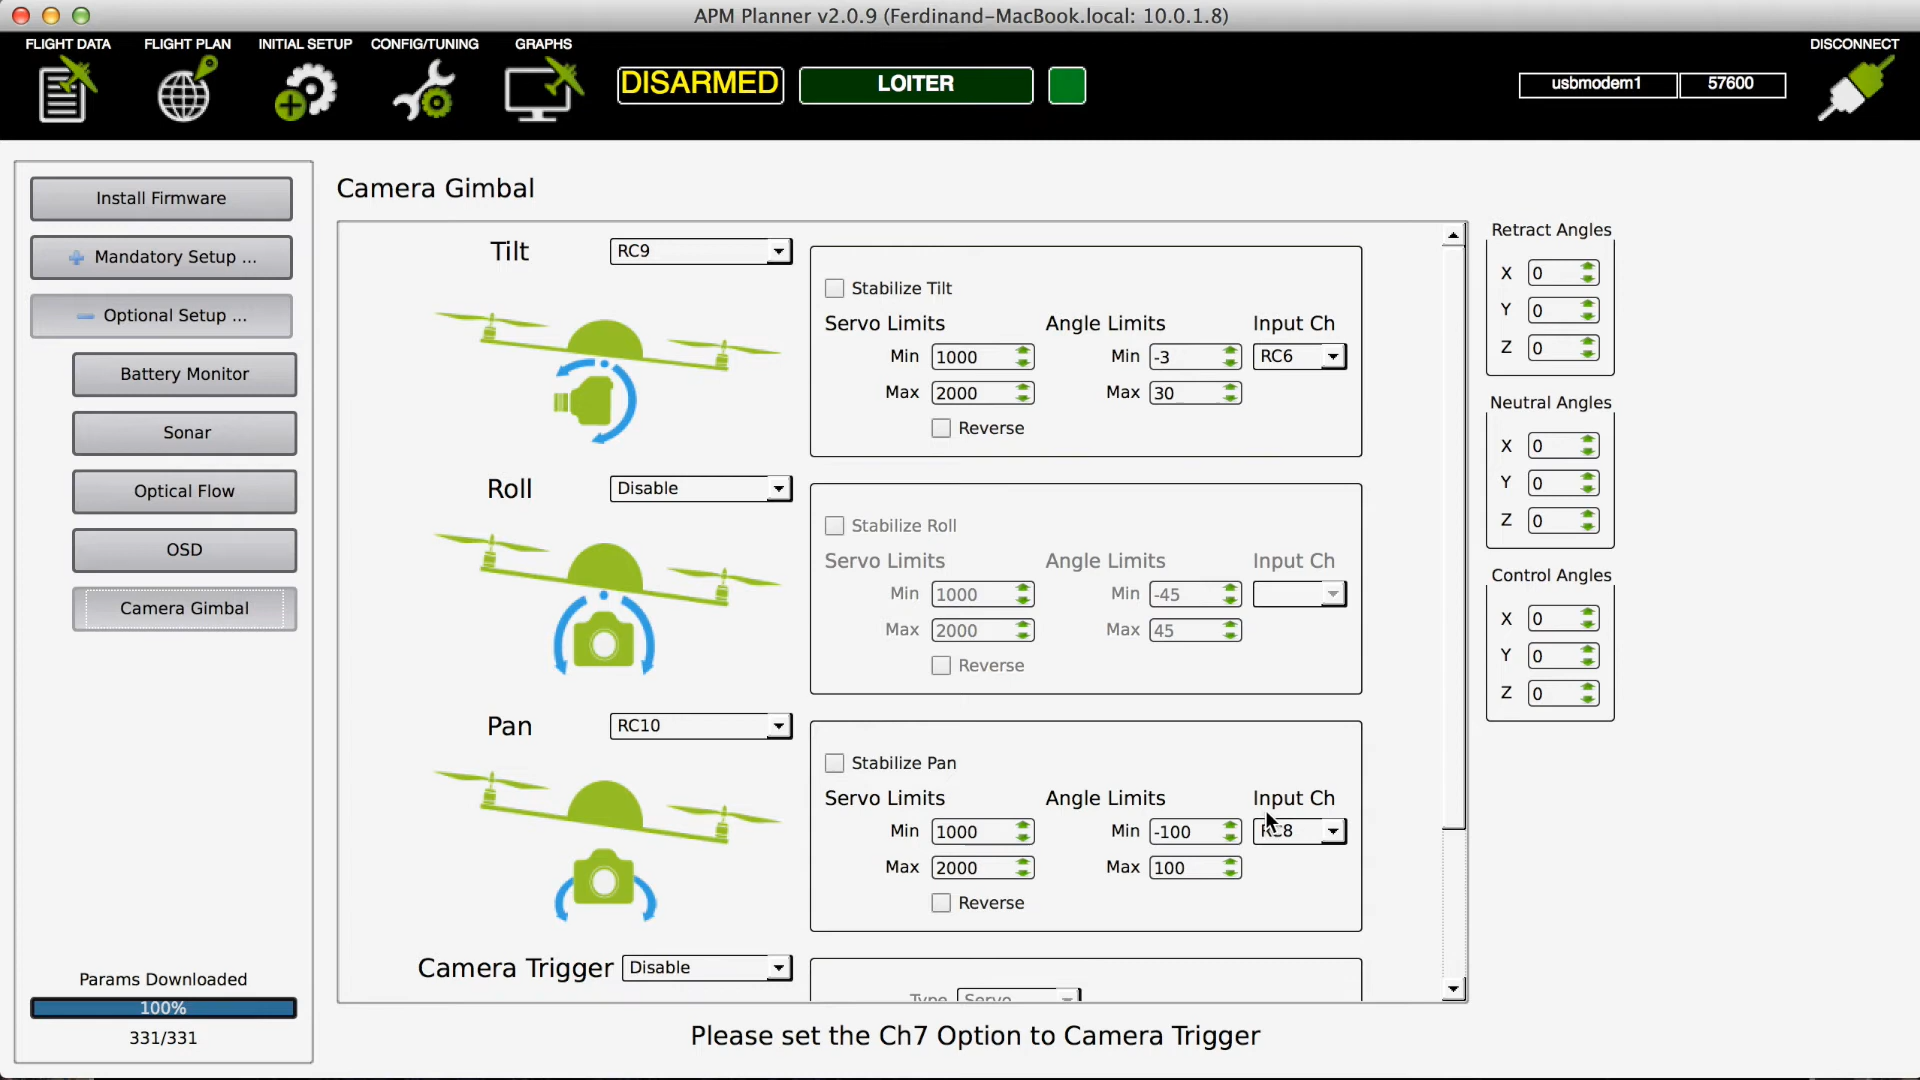 APM Planner v2.0.9 (Ferdinand-MacBook.local: 10.0.1.8)
FLIGHT DATA
FLIGHT PLAN
INITIAL SETUP
CONFIG/TUNING
GRAPHS
DISARMED
LOITER
usbmodem1
57600
DISCONNECT
Install Firmware
Mandatory Setup ...
Optional Setup ...
Battery Monitor
Sonar
Optical Flow
OSD
Camera Gimbal
Params Downloaded
100%
331/331
Camera Gimbal
Tilt
RC9
Stabilize Tilt
Servo Limits
Angle Limits
Input Ch
Min 1000
Min -3
RC6
Max 2000
Max 30
Reverse
Roll
Disable
Stabilize Roll
Servo Limits
Angle Limits
Input Ch
Min 1000
Min -45
Max 2000
Max 45
Reverse
Pan
RC10
Stabilize Pan
Servo Limits
Angle Limits
Input Ch
Min 1000
Min -100
RC8
Max 2000
Max 100
Reverse
Camera Trigger
Disable
Type
Servo
Please set the Ch7 Option to Camera Trigger
Retract Angles
X 0
Y 0
Z 0
Neutral Angles
X 0
Y 0
Z 0
Control Angles
X 0
Y 0
Z 0